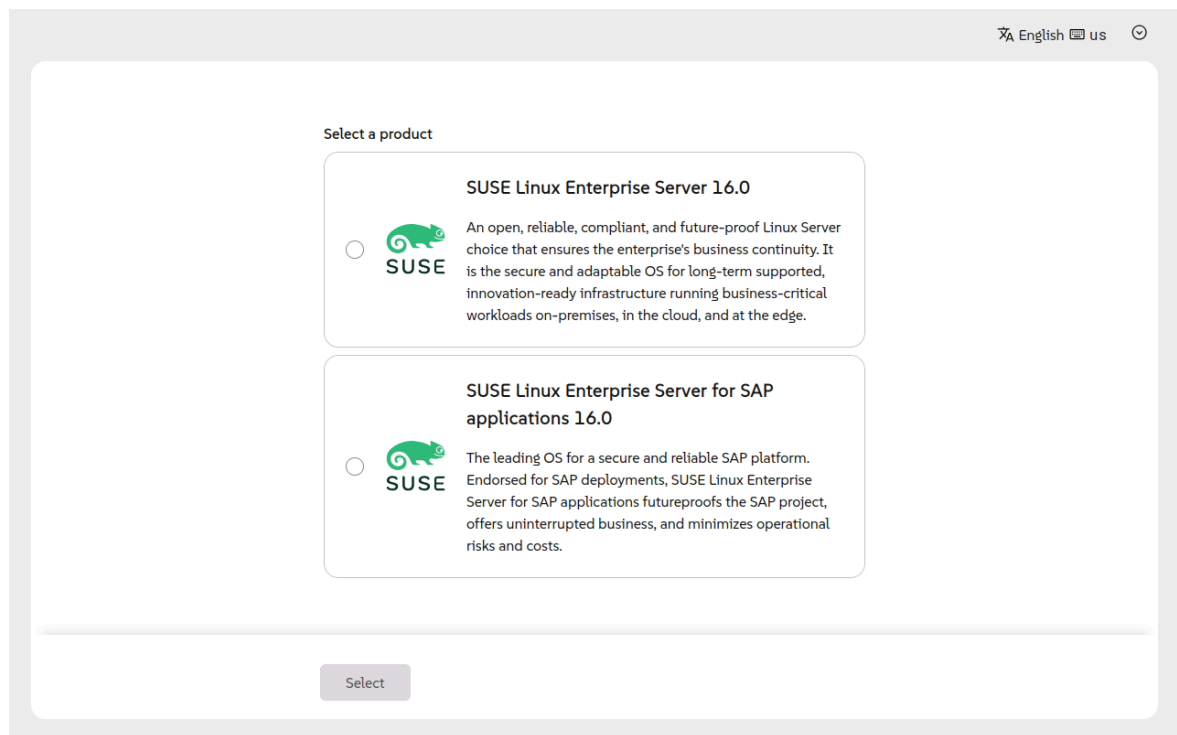 English us
Select a product
SUSE Linux Enterprise Server 16.0
An open, reliable, compliant, and future-proof Linux Server
choice that ensures the enterprise's business continuity. It
is the secure and adaptable OS for long-term supported,
innovation-ready infrastructure running business-critical
workloads on-premises, in the cloud, and at the edge.
SUSE
SUSE Linux Enterprise Server for SAP
applications 16.0
The leading OS for a secure and reliable SAP platform.
Endorsed for SAP deployments, SUSE Linux Enterprise
Server for SAP applications futureproofs the SAP project,
offers uninterrupted business, and minimizes operational
risks and costs.
SUSE
Select